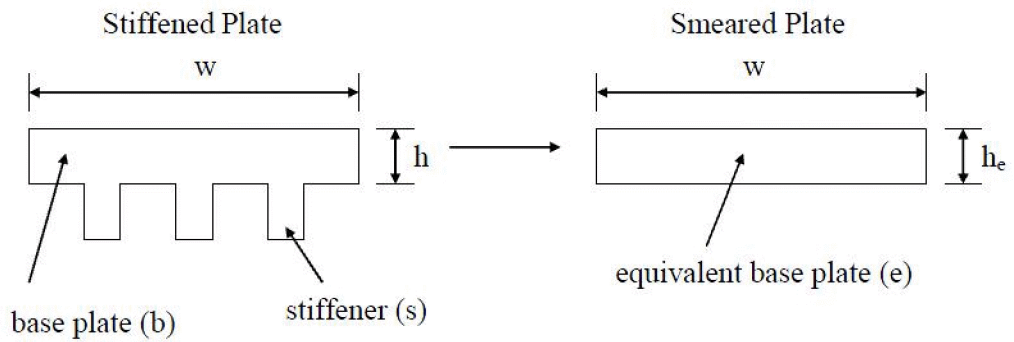 Stiffened Plate
Smeared Plate
w
w
h
hₑ
equivalent base plate (e)
stiffener (s)
base plate (b)